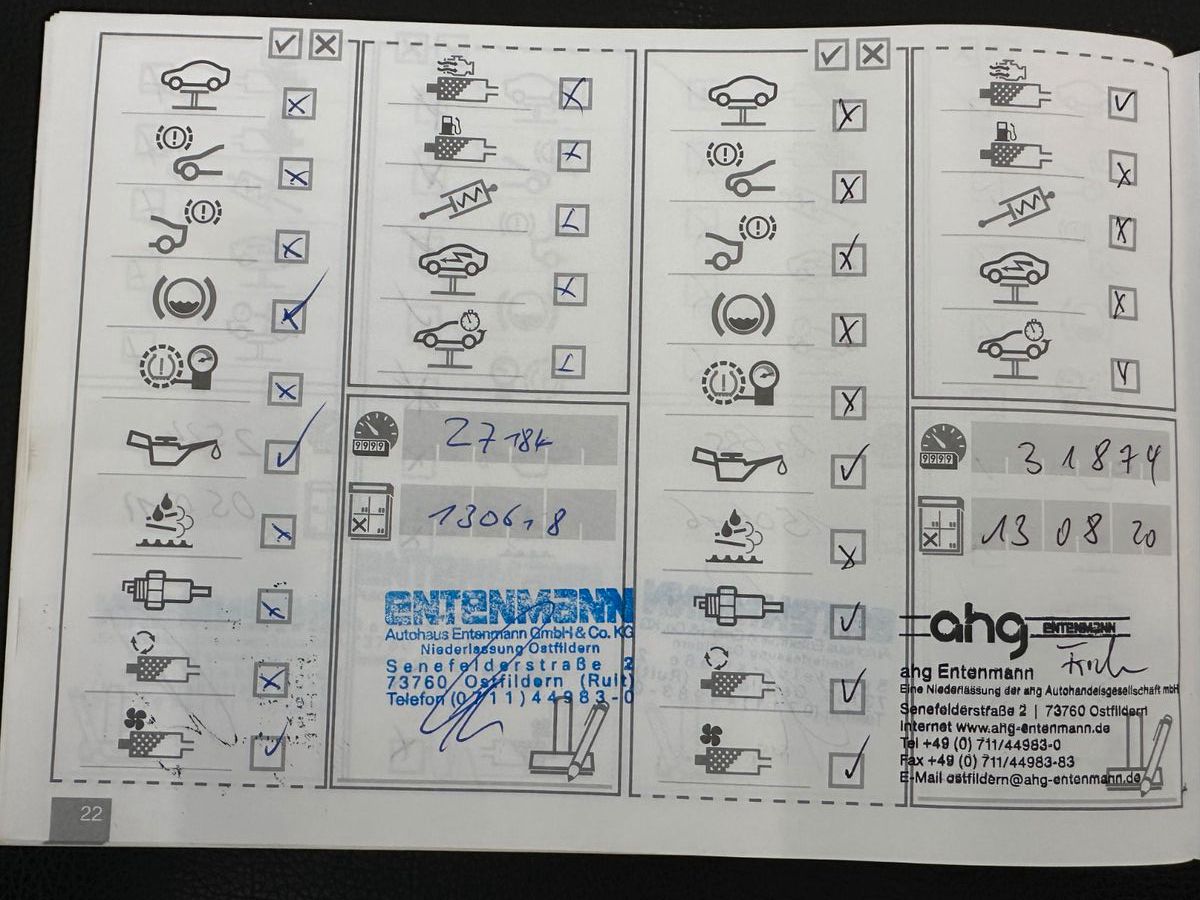 9999
27184
130618
ENTENMANN
Autohaus Entenmann GmbH & Co. KG
Niederlassung Ostfildern
Senefelderstraße 2
73760 Ostfildern (Ruit)
Telefon (0711) 44983-0
22
9999
31874
13 08 20
ahg ENTENMANN
ahg Entenmann
Eine Niederlassung der ahg Autohandelsgesellschaft mbH
Senefelderstraße 2 | 73760 Ostfildern
Internet www.ahg-entenmann.de
Tel +49 (0) 711/44983-0
Fax +49 (0) 711/44983-83
E-Mail ostfildern@ahg-entenmann.de